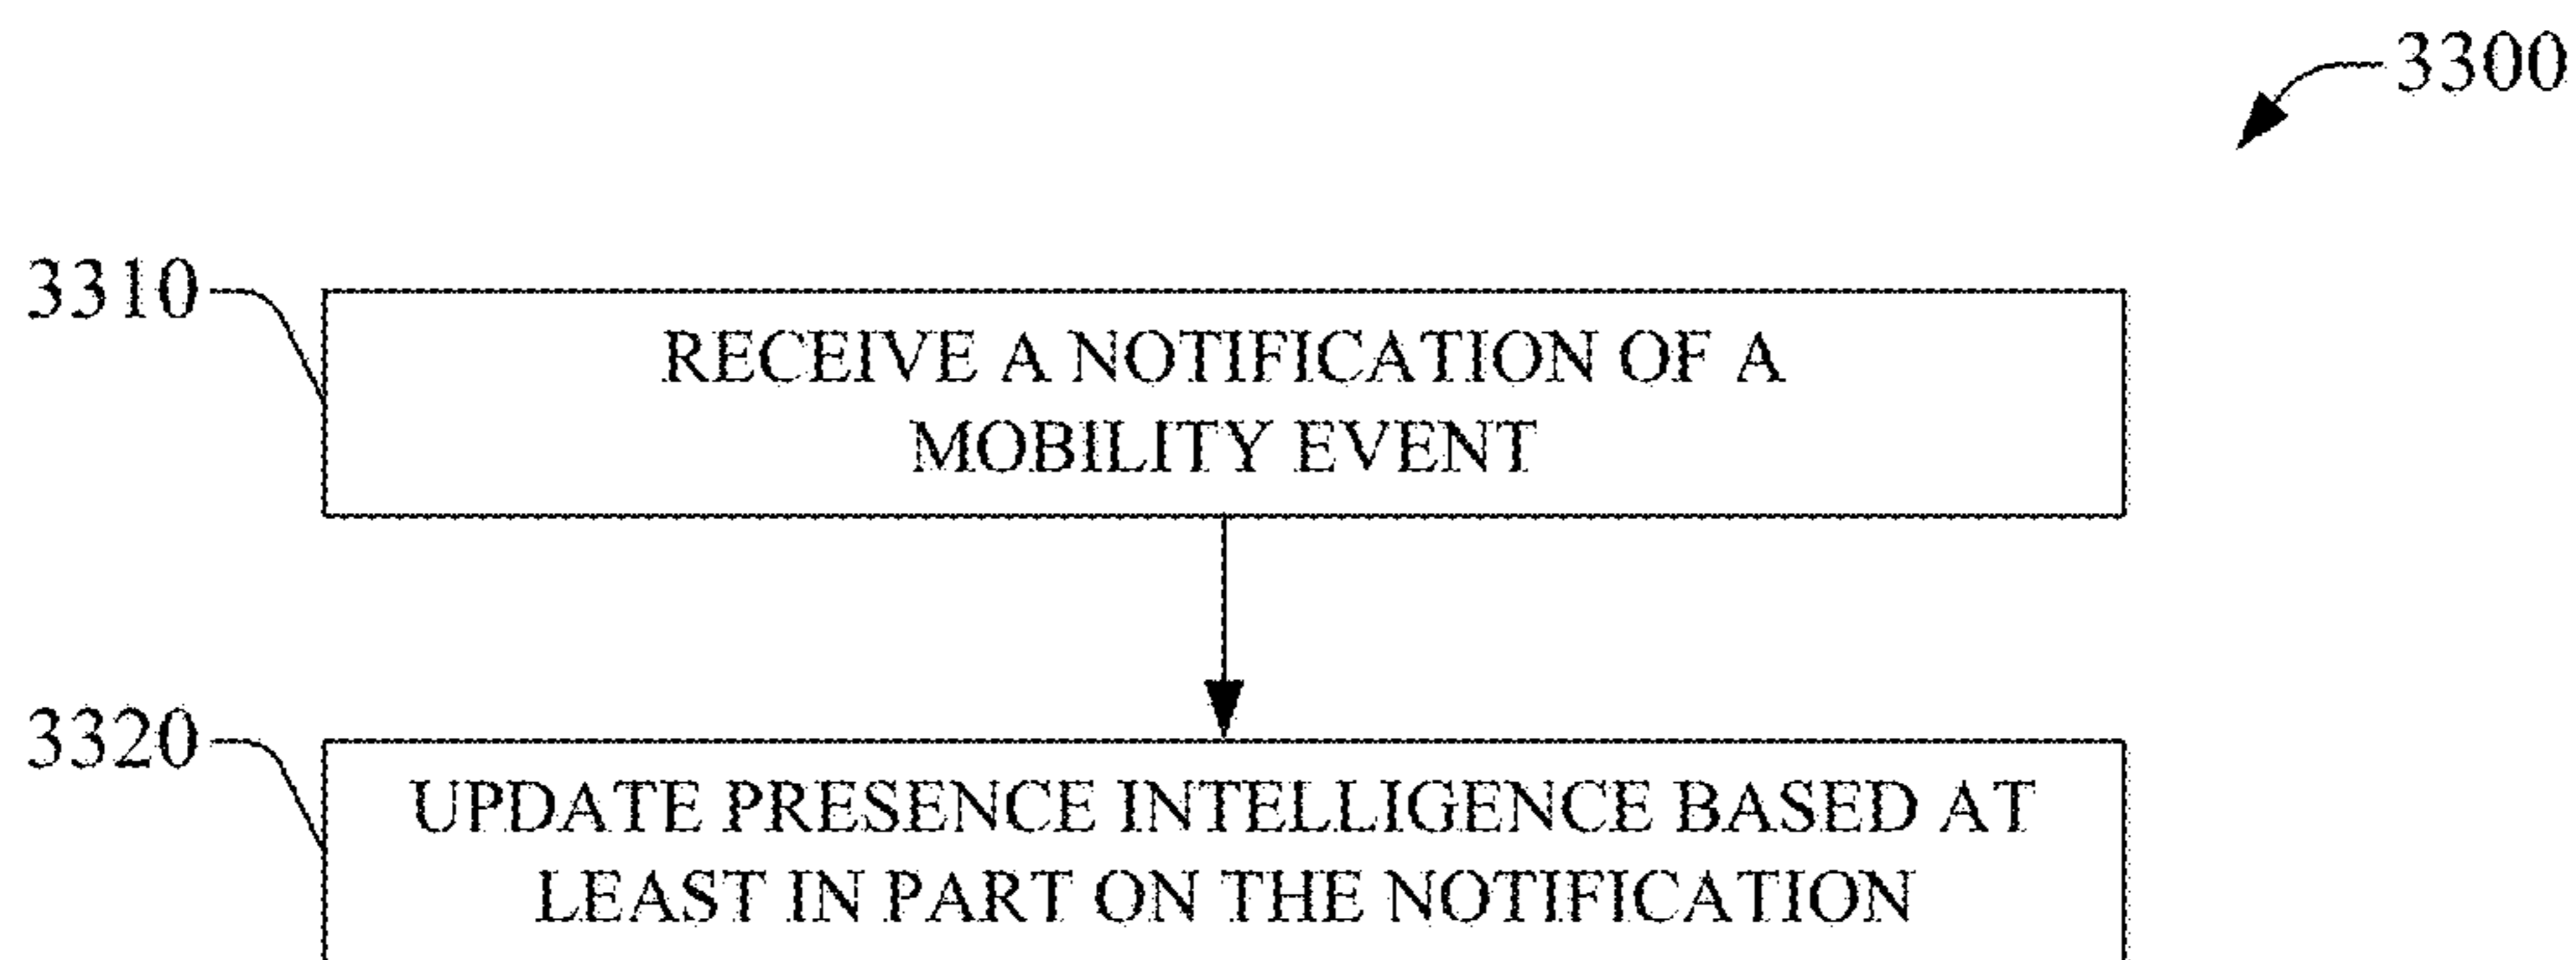 3300
3310
RECEIVE A NOTIFICATION OF A
MOBILITY EVENT
3320
UPDATE PRESENCE INTELLIGENCE BASED AT
LEAST IN PART ON THE NOTIFICATION